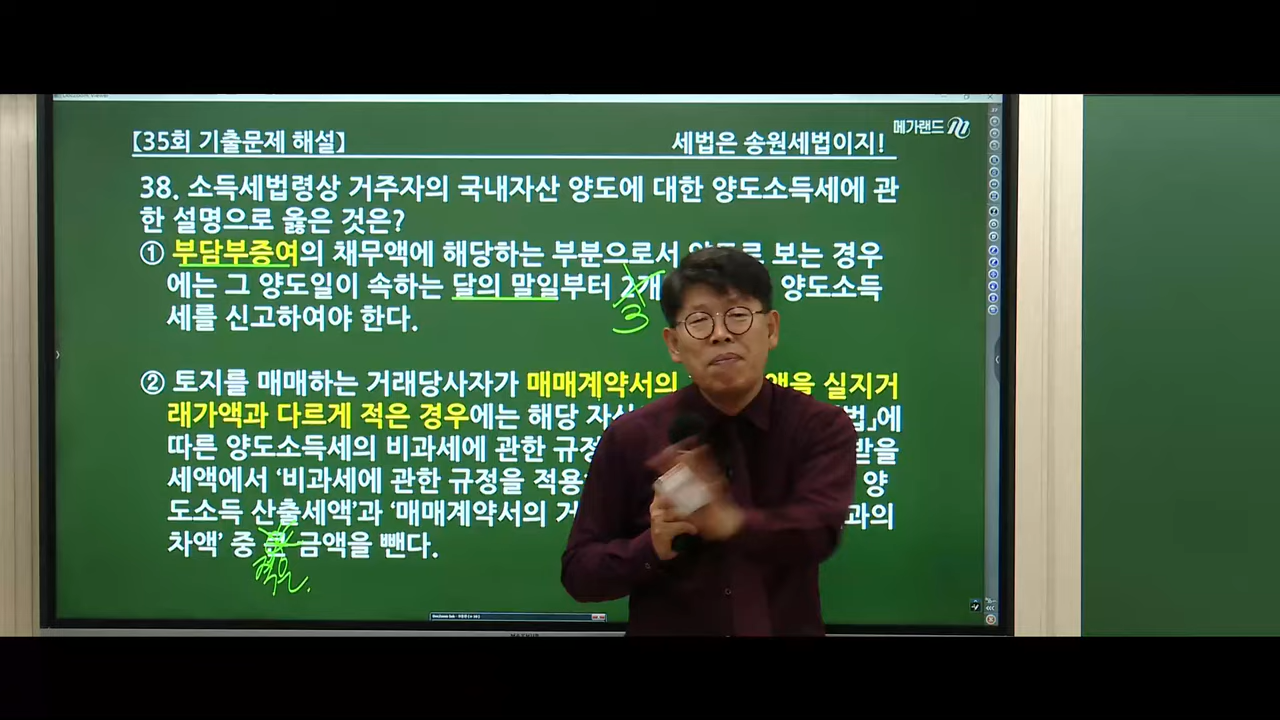 【35회 기출문제 해설】 세법은 송원세법이지!
메가랜드
38. 소득세법령상 거주자의 국내자산 양도에 대한 양도소득세에 관
한 설명으로 옳은 것은?
① 부담부증여의 채무액에 해당하는 부분으로서 보는 경우
에는 그 양도일이 속하는 달의 말일부터 2개 양도소득
3
세를 신고하여야 한다.
② 토지를 매매하는 거래당사자가 매매계약서의 실지거
래가액과 다르게 적은 경우에는 해당 법」에
따른 양도소득세의 비과세에 관한 받을
세액에서 ‘비과세에 관한 규정을 양
도소득 산출세액’과 ‘매매계약서의 과의
차액’ 중 큰 금액을 뺀다.
적은.